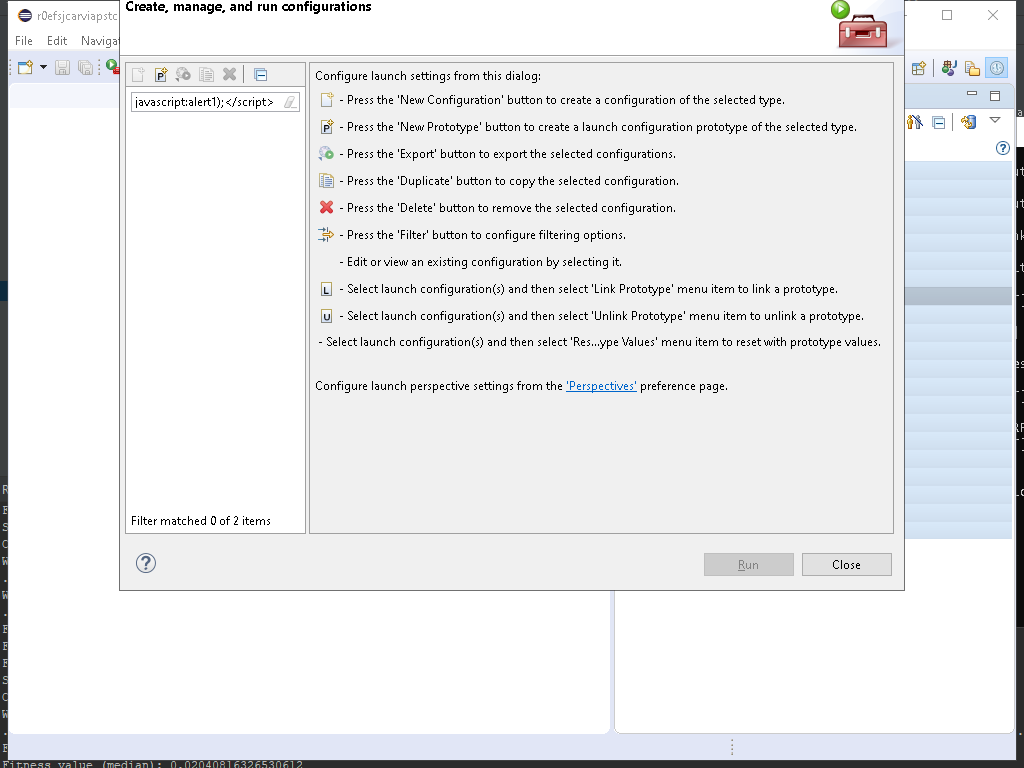 Create, manage, and run configurations
r0efsjcarviapstc
File Edit Naviga
javascript:alert1);</script>
Configure launch settings from this dialog:
- Press the 'New Configuration' button to create a configuration of the selected type.
P - Press the 'New Prototype' button to create a launch configuration prototype of the selected type.
- Press the 'Export' button to export the selected configurations.
- Press the 'Duplicate' button to copy the selected configuration.
- Press the 'Delete' button to remove the selected configuration.
- Press the 'Filter' button to configure filtering options.
- Edit or view an existing configuration by selecting it.
L - Select launch configuration(s) and then select 'Link Prototype' menu item to link a prototype.
U - Select launch configuration(s) and then select 'Unlink Prototype' menu item to unlink a prototype.
- Select launch configuration(s) and then select 'Res...ype Values' menu item to reset with prototype values.
Configure launch perspective settings from the 'Perspectives' preference page.
Filter matched 0 of 2 items
Run Close
Fitness value (median): 0.02040816326530612